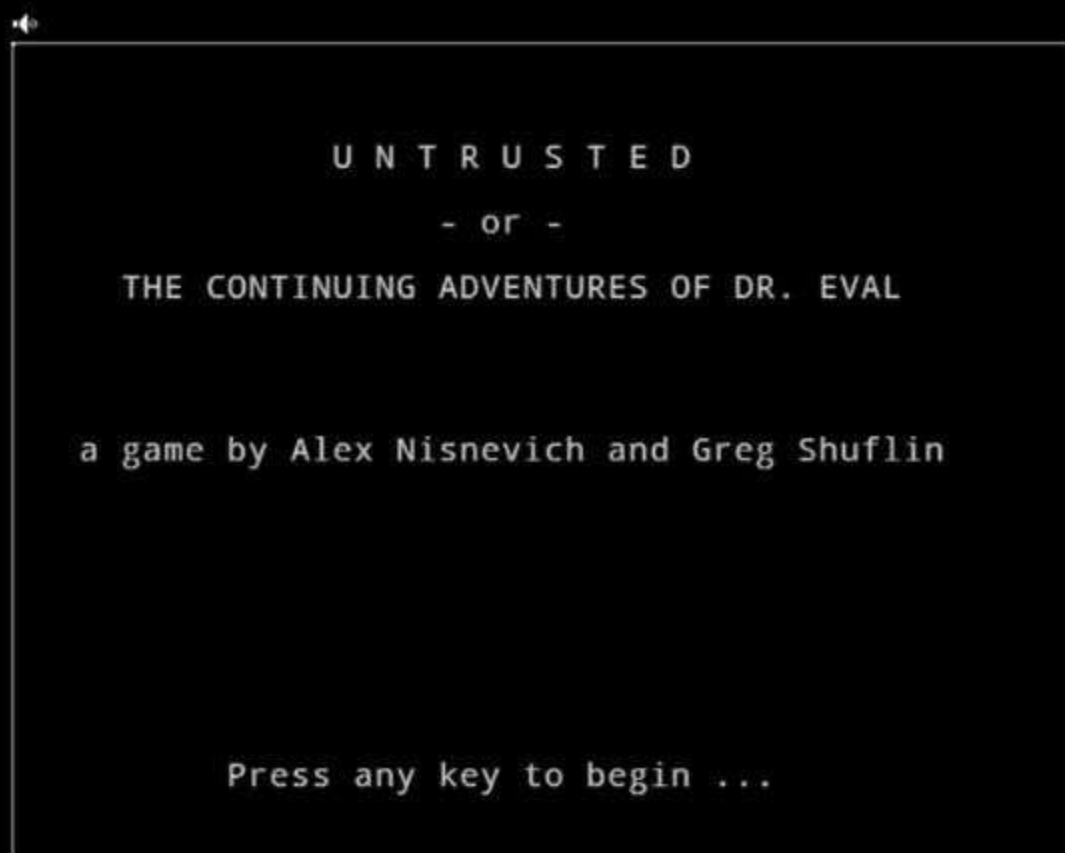 U N T R U S T E D
- or -
THE CONTINUING ADVENTURES OF DR. EVAL
a game by Alex Nisnevich and Greg Shuflin
Press any key to begin ...